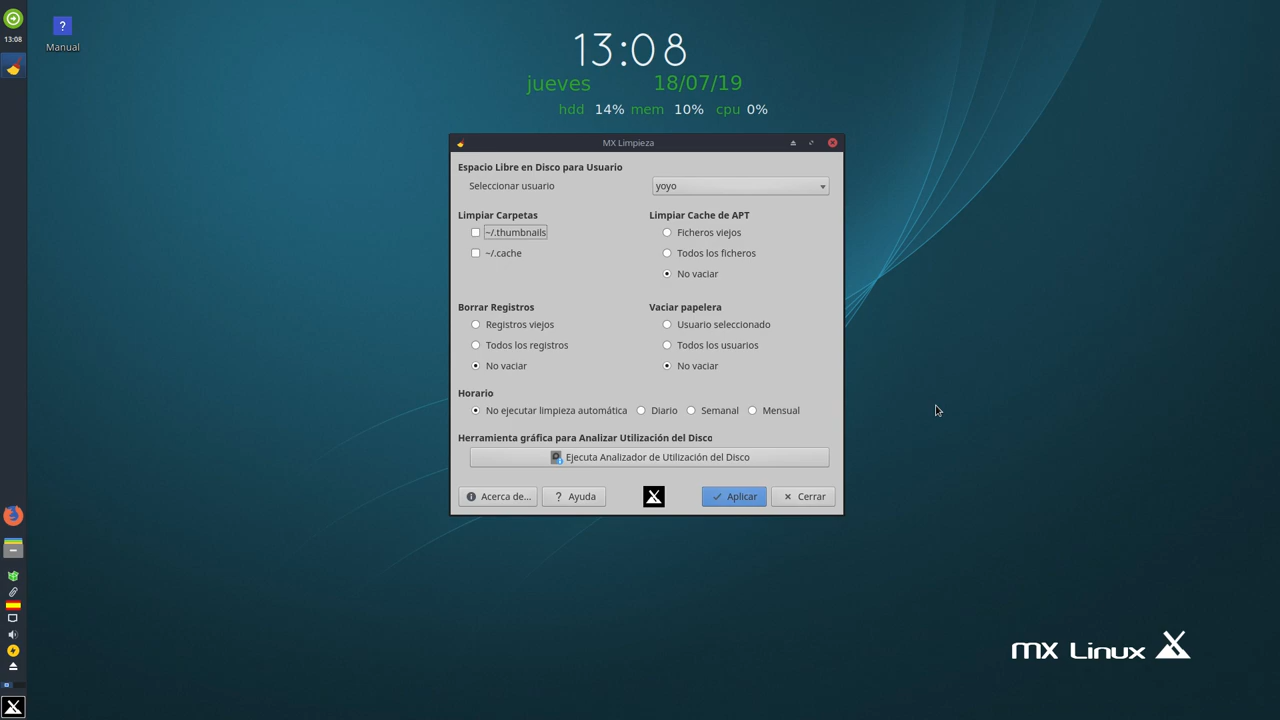 13:08
Manual
13:08
jueves 18/07/19
hdd 14% mem 10% cpu 0%
MX Limpieza
Espacio Libre en Disco para Usuario
Seleccionar usuario yoyo
Limpiar Carpetas
~/.thumbnails
~/.cache
Limpiar Cache de APT
Ficheros viejos
Todos los ficheros
No vaciar
Borrar Registros
Registros viejos
Todos los registros
No vaciar
Vaciar papelera
Usuario seleccionado
Todos los usuarios
No vaciar
Horario
No ejecutar limpieza automática Diario Semanal Mensual
Herramienta gráfica para Analizar Utilización del Disco
Ejecuta Analizador de Utilización del Disco
Acerca de... ? Ayuda Aplicar Cerrar
mx Linux